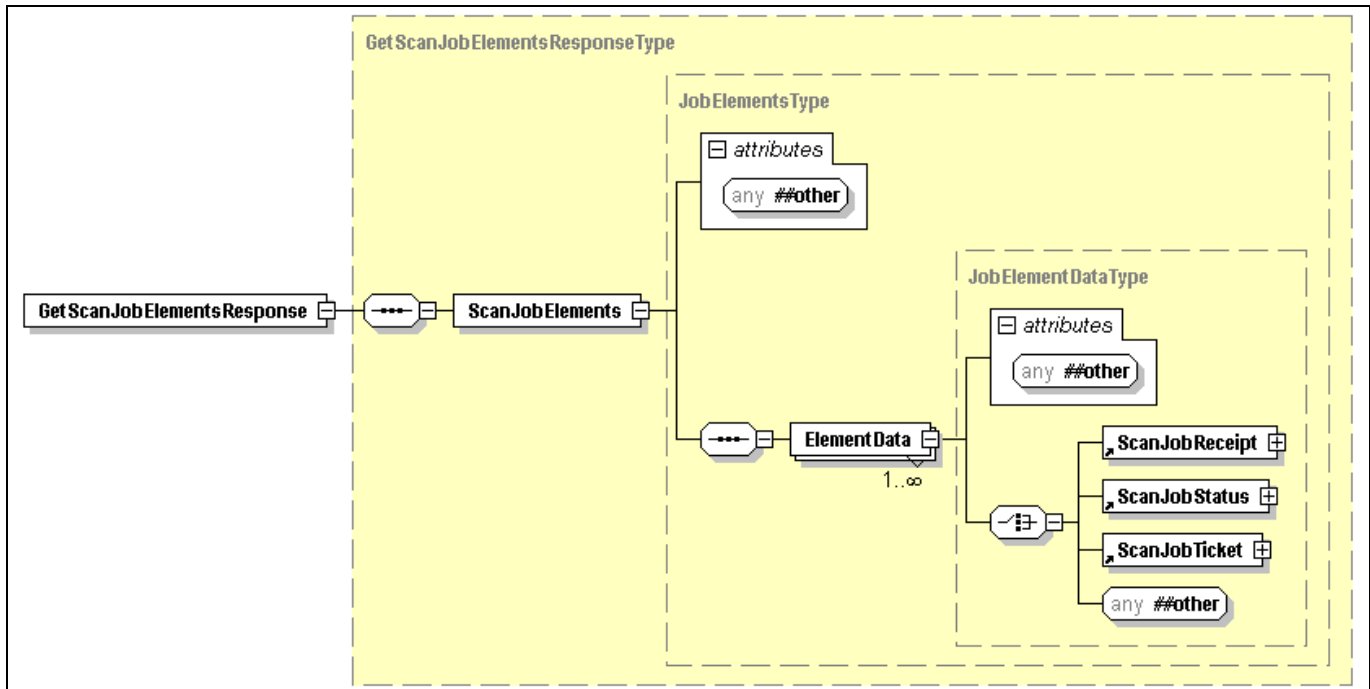 GetScanJobElementsResponseType
JobElementsType
attributes
any ##other
JobElementDataType
GetScanJobElementsResponse
ScanJobElements
attributes
any ##other
ElementData
1..∞
ScanJobReceipt
ScanJobStatus
ScanJobTicket
any ##other